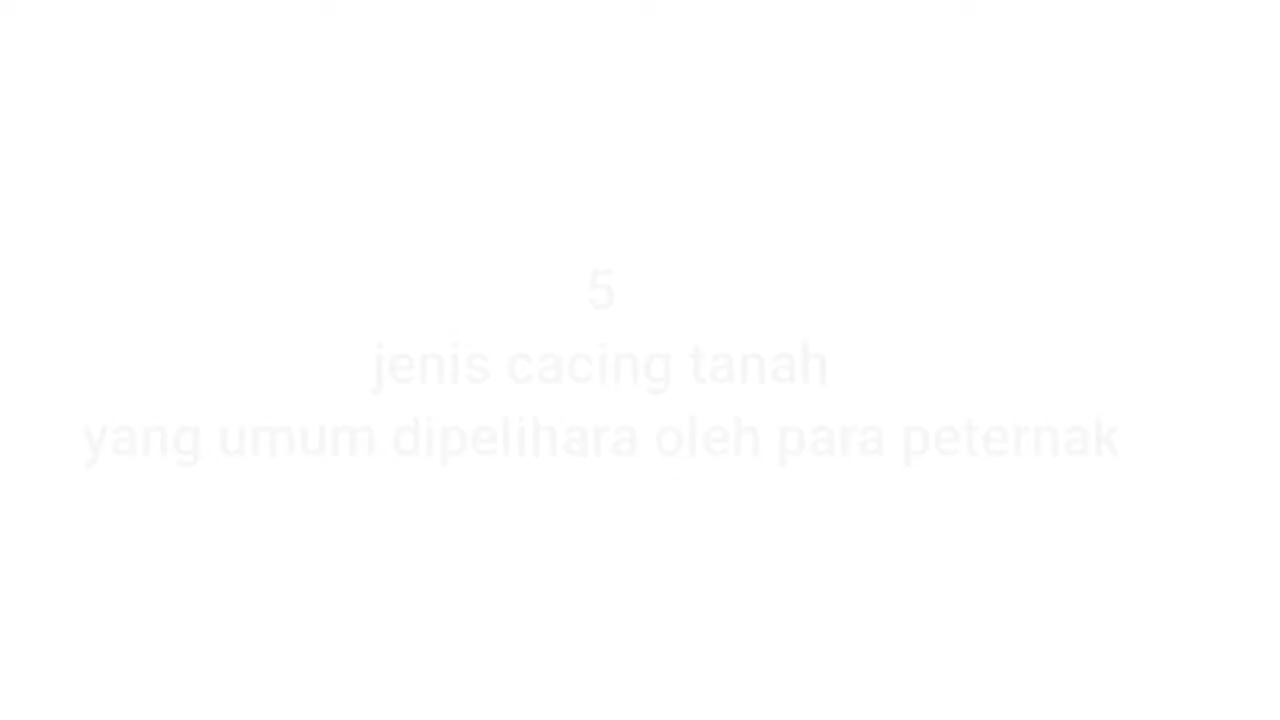 5
jenis cacing tanah
yang umum dipelihara oleh para peternak